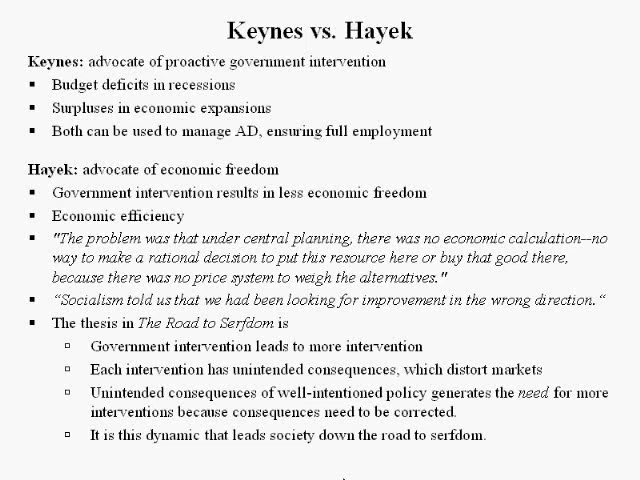 Keynes vs. Hayek
Keynes: advocate of proactive government intervention
▪ Budget deficits in recessions
▪ Surpluses in economic expansions
▪ Both can be used to manage AD, ensuring full employment
Hayek: advocate of economic freedom
▪ Government intervention results in less economic freedom
▪ Economic efficiency
▪ "The problem was that under central planning, there was no economic calculation--no
way to make a rational decision to put this resource here or buy that good there,
because there was no price system to weigh the alternatives."
▪ “Socialism told us that we had been looking for improvement in the wrong direction.“
▪ The thesis in The Road to Serfdom is
▫ Government intervention leads to more intervention
▫ Each intervention has unintended consequences, which distort markets
▫ Unintended consequences of well-intentioned policy generates the need for more
interventions because consequences need to be corrected.
▫ It is this dynamic that leads society down the road to serfdom.